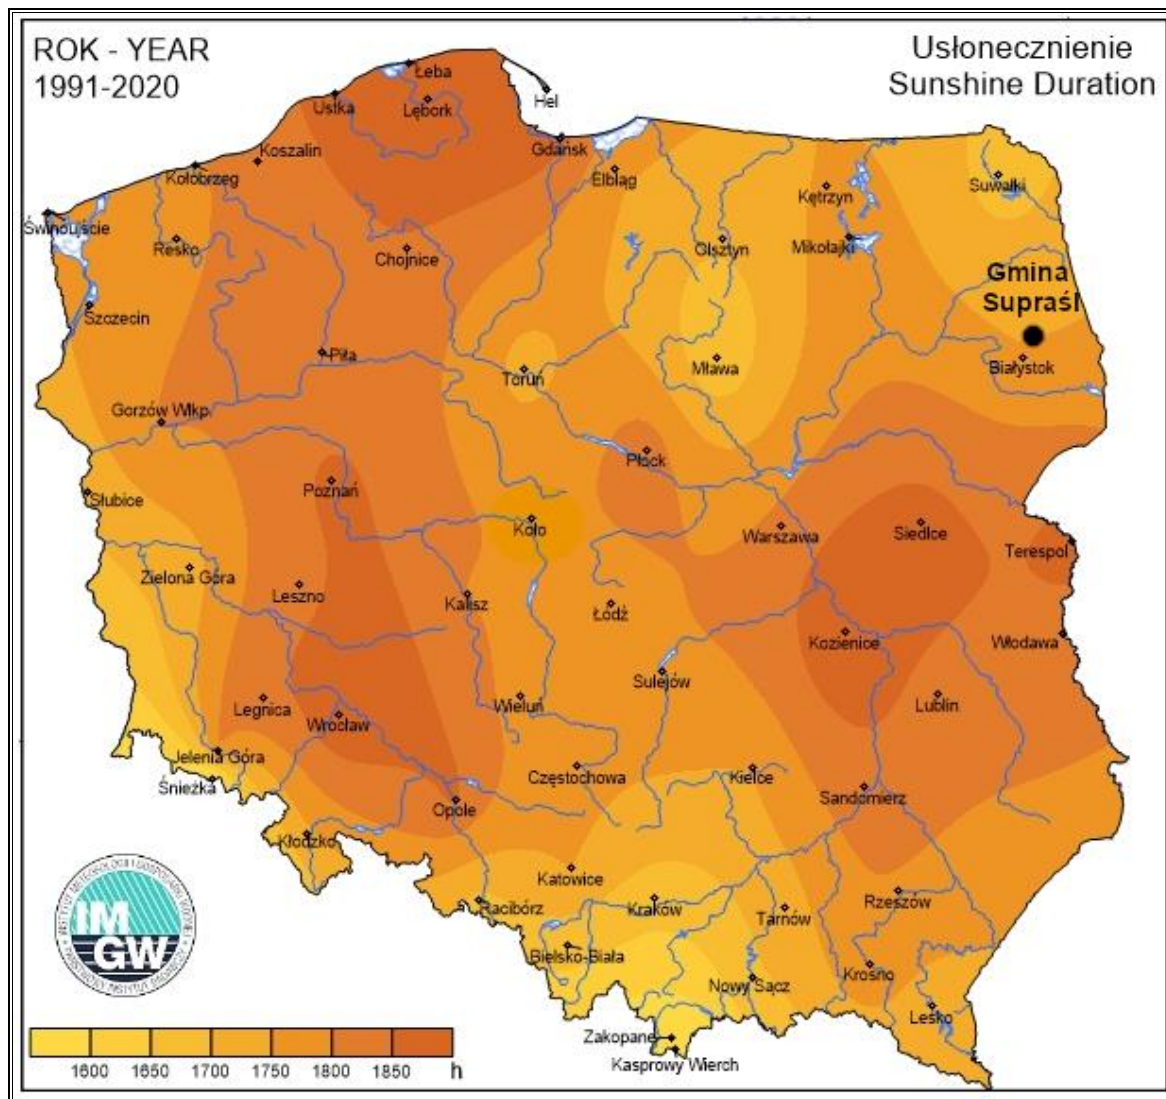 ROK - YEAR
1991-2020
Usłonecznienie
Sunshine Duration
Łeba
Ustka
Lębork
Hel
Koszalin
Gdańsk
Kołobrzeg
Elbląg
Kętrzyn
Suwałki
Świnoujście
Resko
Chojnice
Olsztyn
Mikołajki
Gmina
Supraśl
Szczecin
Piła
Toruń
Mława
Białystok
Gorzów Wlkp.
Płock
Słubice
Poznań
Koło
Warszawa
Siedlce
Terespol
Zielona Góra
Leszno
Kalisz
Łódź
Kozienice
Włodawa
Sulejów
Legnica
Wrocław
Wieluń
Lublin
Jelenia Góra
Śnieżka
Częstochowa
Kielce
Sandomierz
Opole
Kłodzko
Katowice
Racibórz
Kraków
Tarnów
Rzeszów
Bielsko-Biała
Nowy Sącz
Krosno
Lesko
Zakopane
Kasprowy Wierch
IM
GW
1600 1650 1700 1750 1800 1850 h